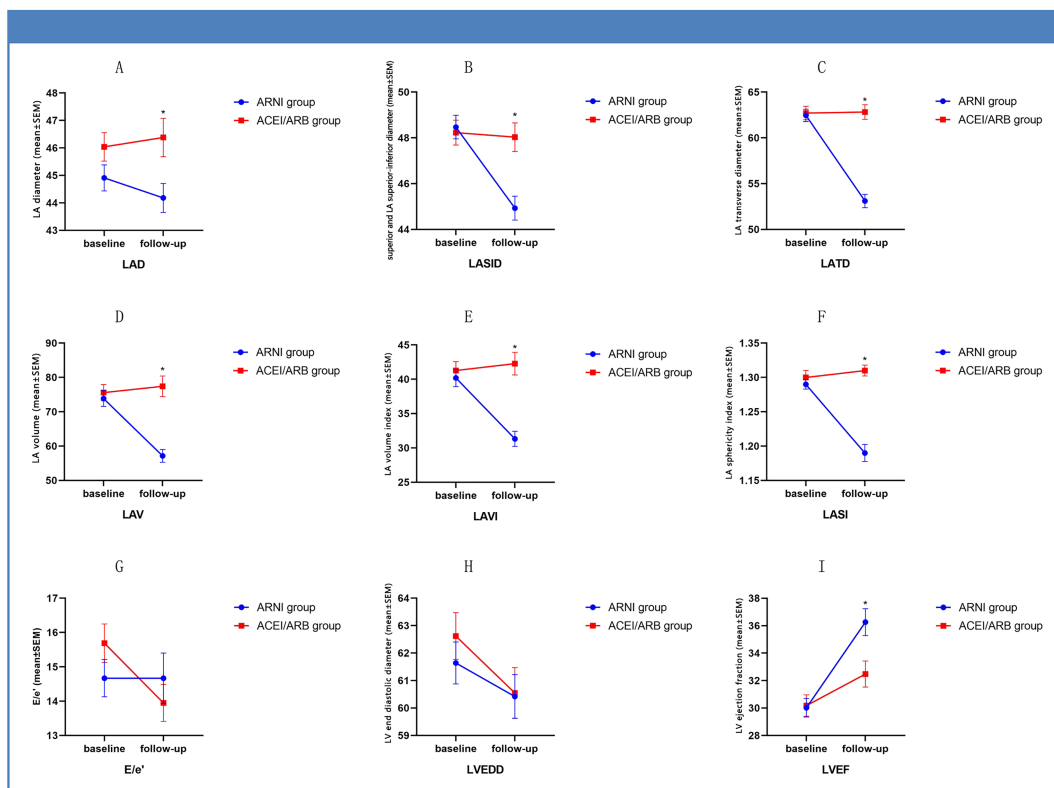 A
LA diameter (mean±SEM)
48
47
46
45
44
43
*
baseline
follow-up
LAD
ARNI group
ACEI/ARB group
B
superior and LA superior-inferior diameter (mean±SEM)
50
48
46
44
*
baseline
follow-up
LASID
ARNI group
ACEI/ARB group
C
LA transverse diameter (mean±SEM)
65
62
59
56
53
50
*
baseline
follow-up
LATD
ARNI group
ACEI/ARB group
D
LA volume (mean±SEM)
90
80
70
60
50
*
baseline
follow-up
LAV
ARNI group
ACEI/ARB group
E
LA volume index (mean±SEM)
45
40
35
30
25
*
baseline
follow-up
LAVI
ARNI group
ACEI/ARB group
F
LA sphericity index (mean±SEM)
1.35
1.30
1.25
1.20
1.15
*
baseline
follow-up
LASI
ARNI group
ACEI/ARB group
G
E/e' (mean±SEM)
17
16
15
14
13
baseline
follow-up
E/e'
ARNI group
ACEI/ARB group
H
LV end diastolic diameter (mean±SEM)
64
63
62
61
60
59
baseline
follow-up
LVEDD
ARNI group
ACEI/ARB group
I
LV ejection fraction (mean±SEM)
38
36
34
32
30
28
*
baseline
follow-up
LVEF
ARNI group
ACEI/ARB group